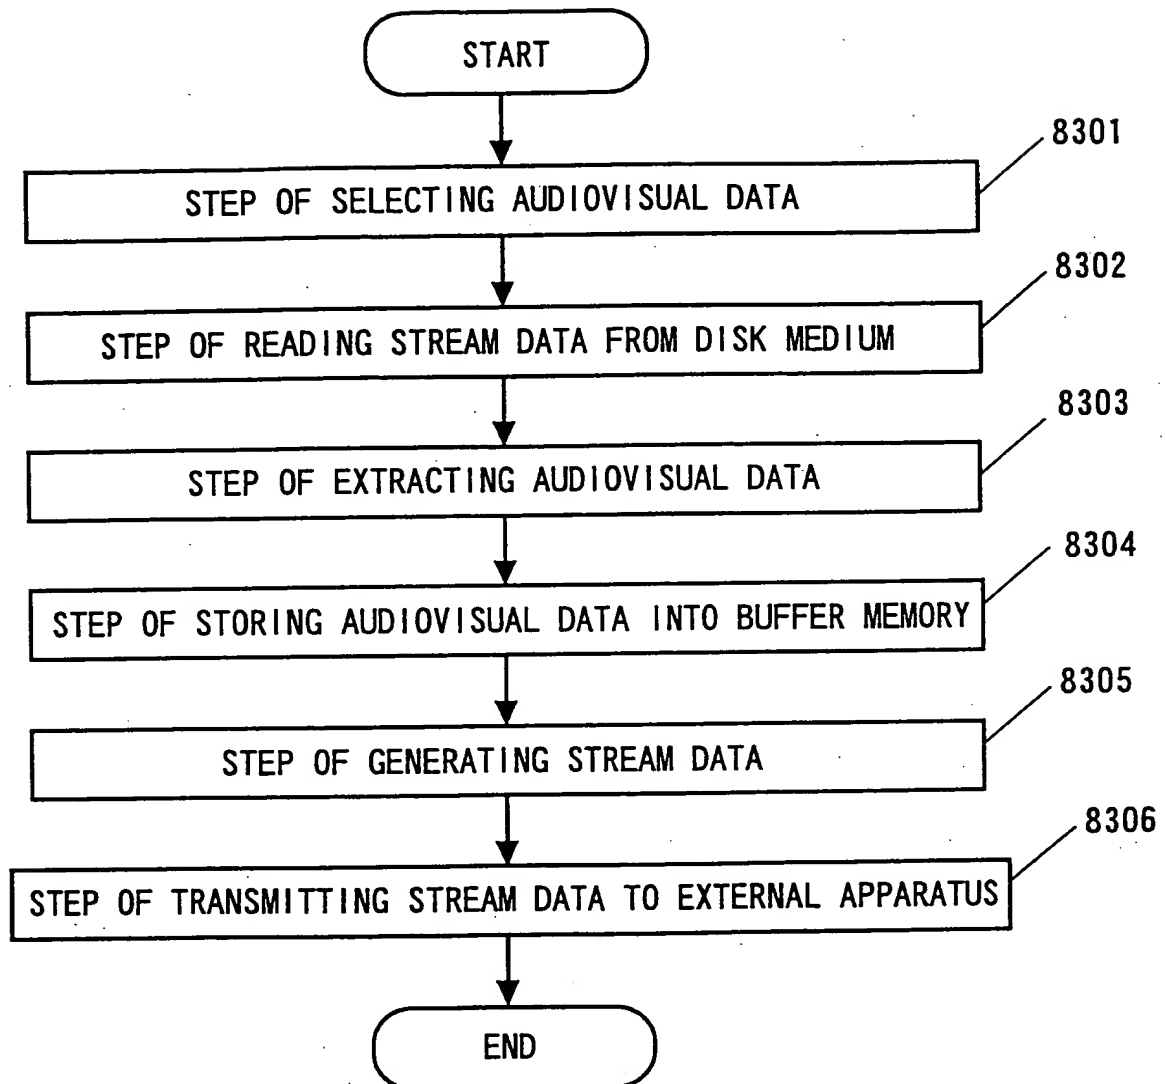 START
8301
STEP OF SELECTING AUDIOVISUAL DATA
8302
STEP OF READING STREAM DATA FROM DISK MEDIUM
8303
STEP OF EXTRACTING AUDIOVISUAL DATA
8304
STEP OF STORING AUDIOVISUAL DATA INTO BUFFER MEMORY
8305
STEP OF GENERATING STREAM DATA
8306
STEP OF TRANSMITTING STREAM DATA TO EXTERNAL APPARATUS
END